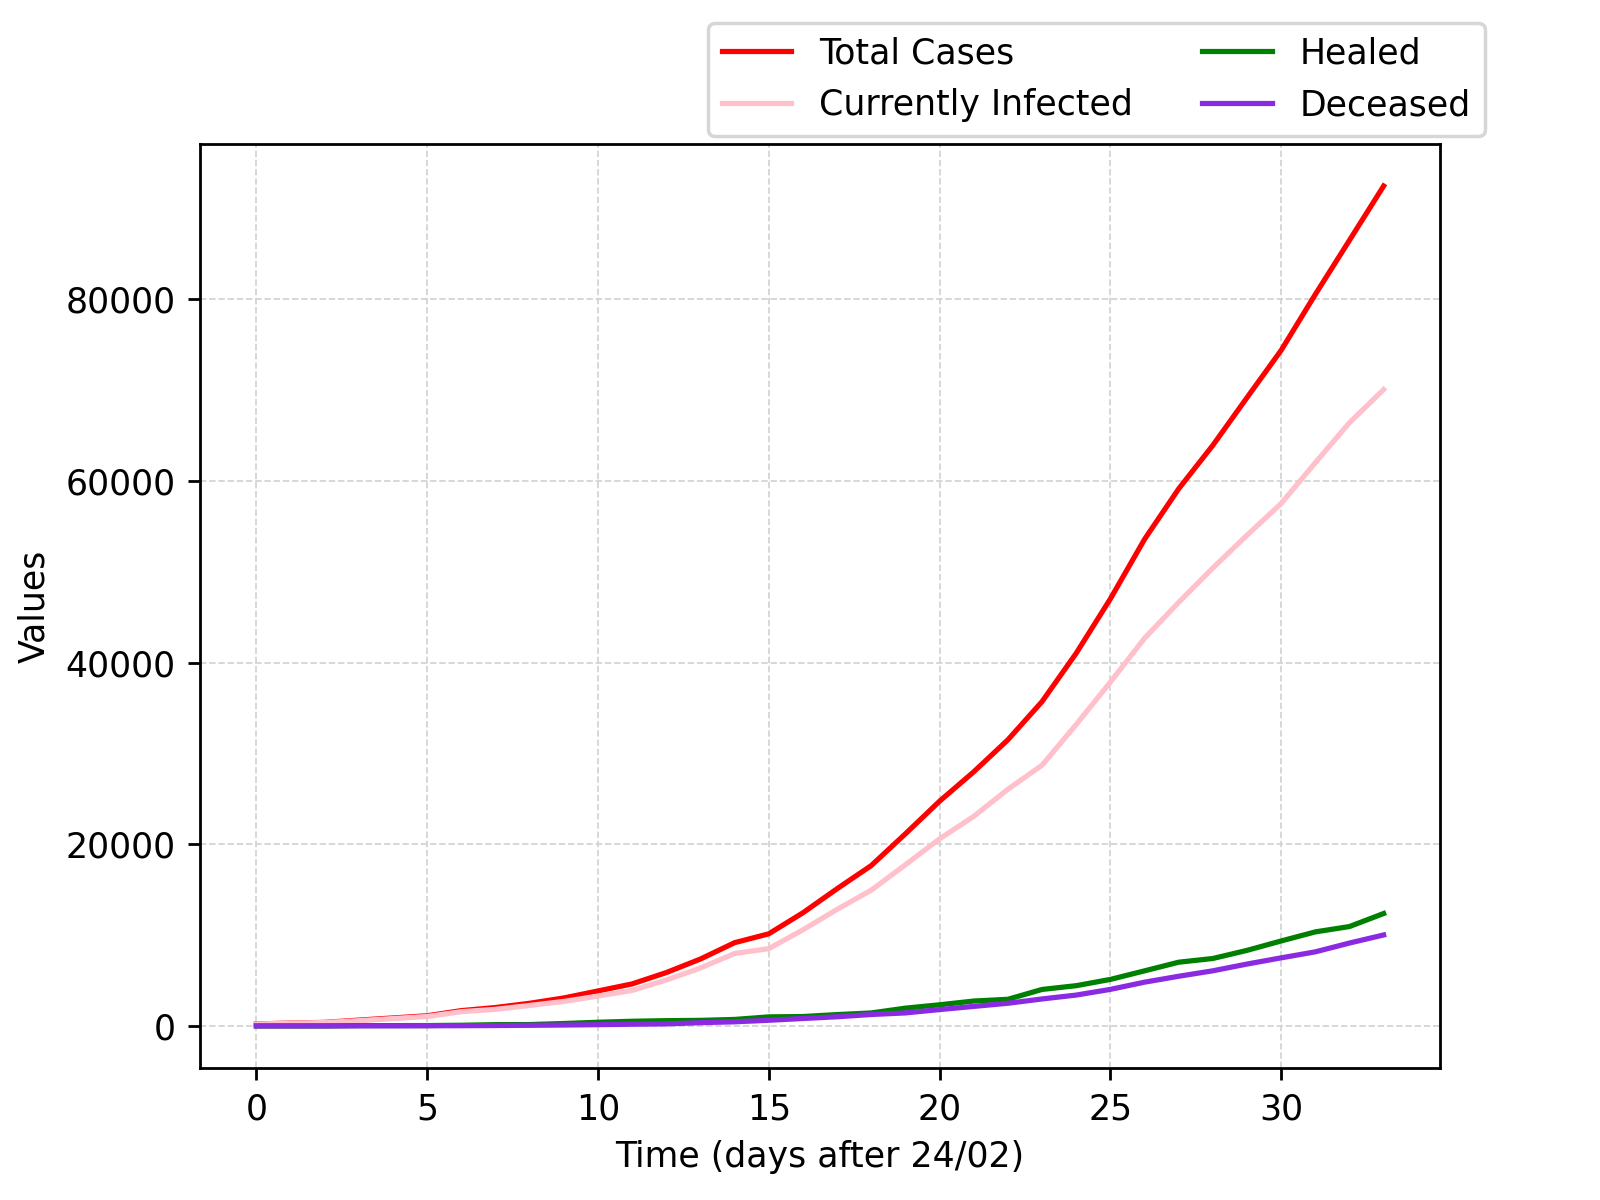 Total Cases
Currently Infected
Healed
Deceased
80000
60000
40000
20000
0
Values
0 5 10 15 20 25 30
Time (days after 24/02)